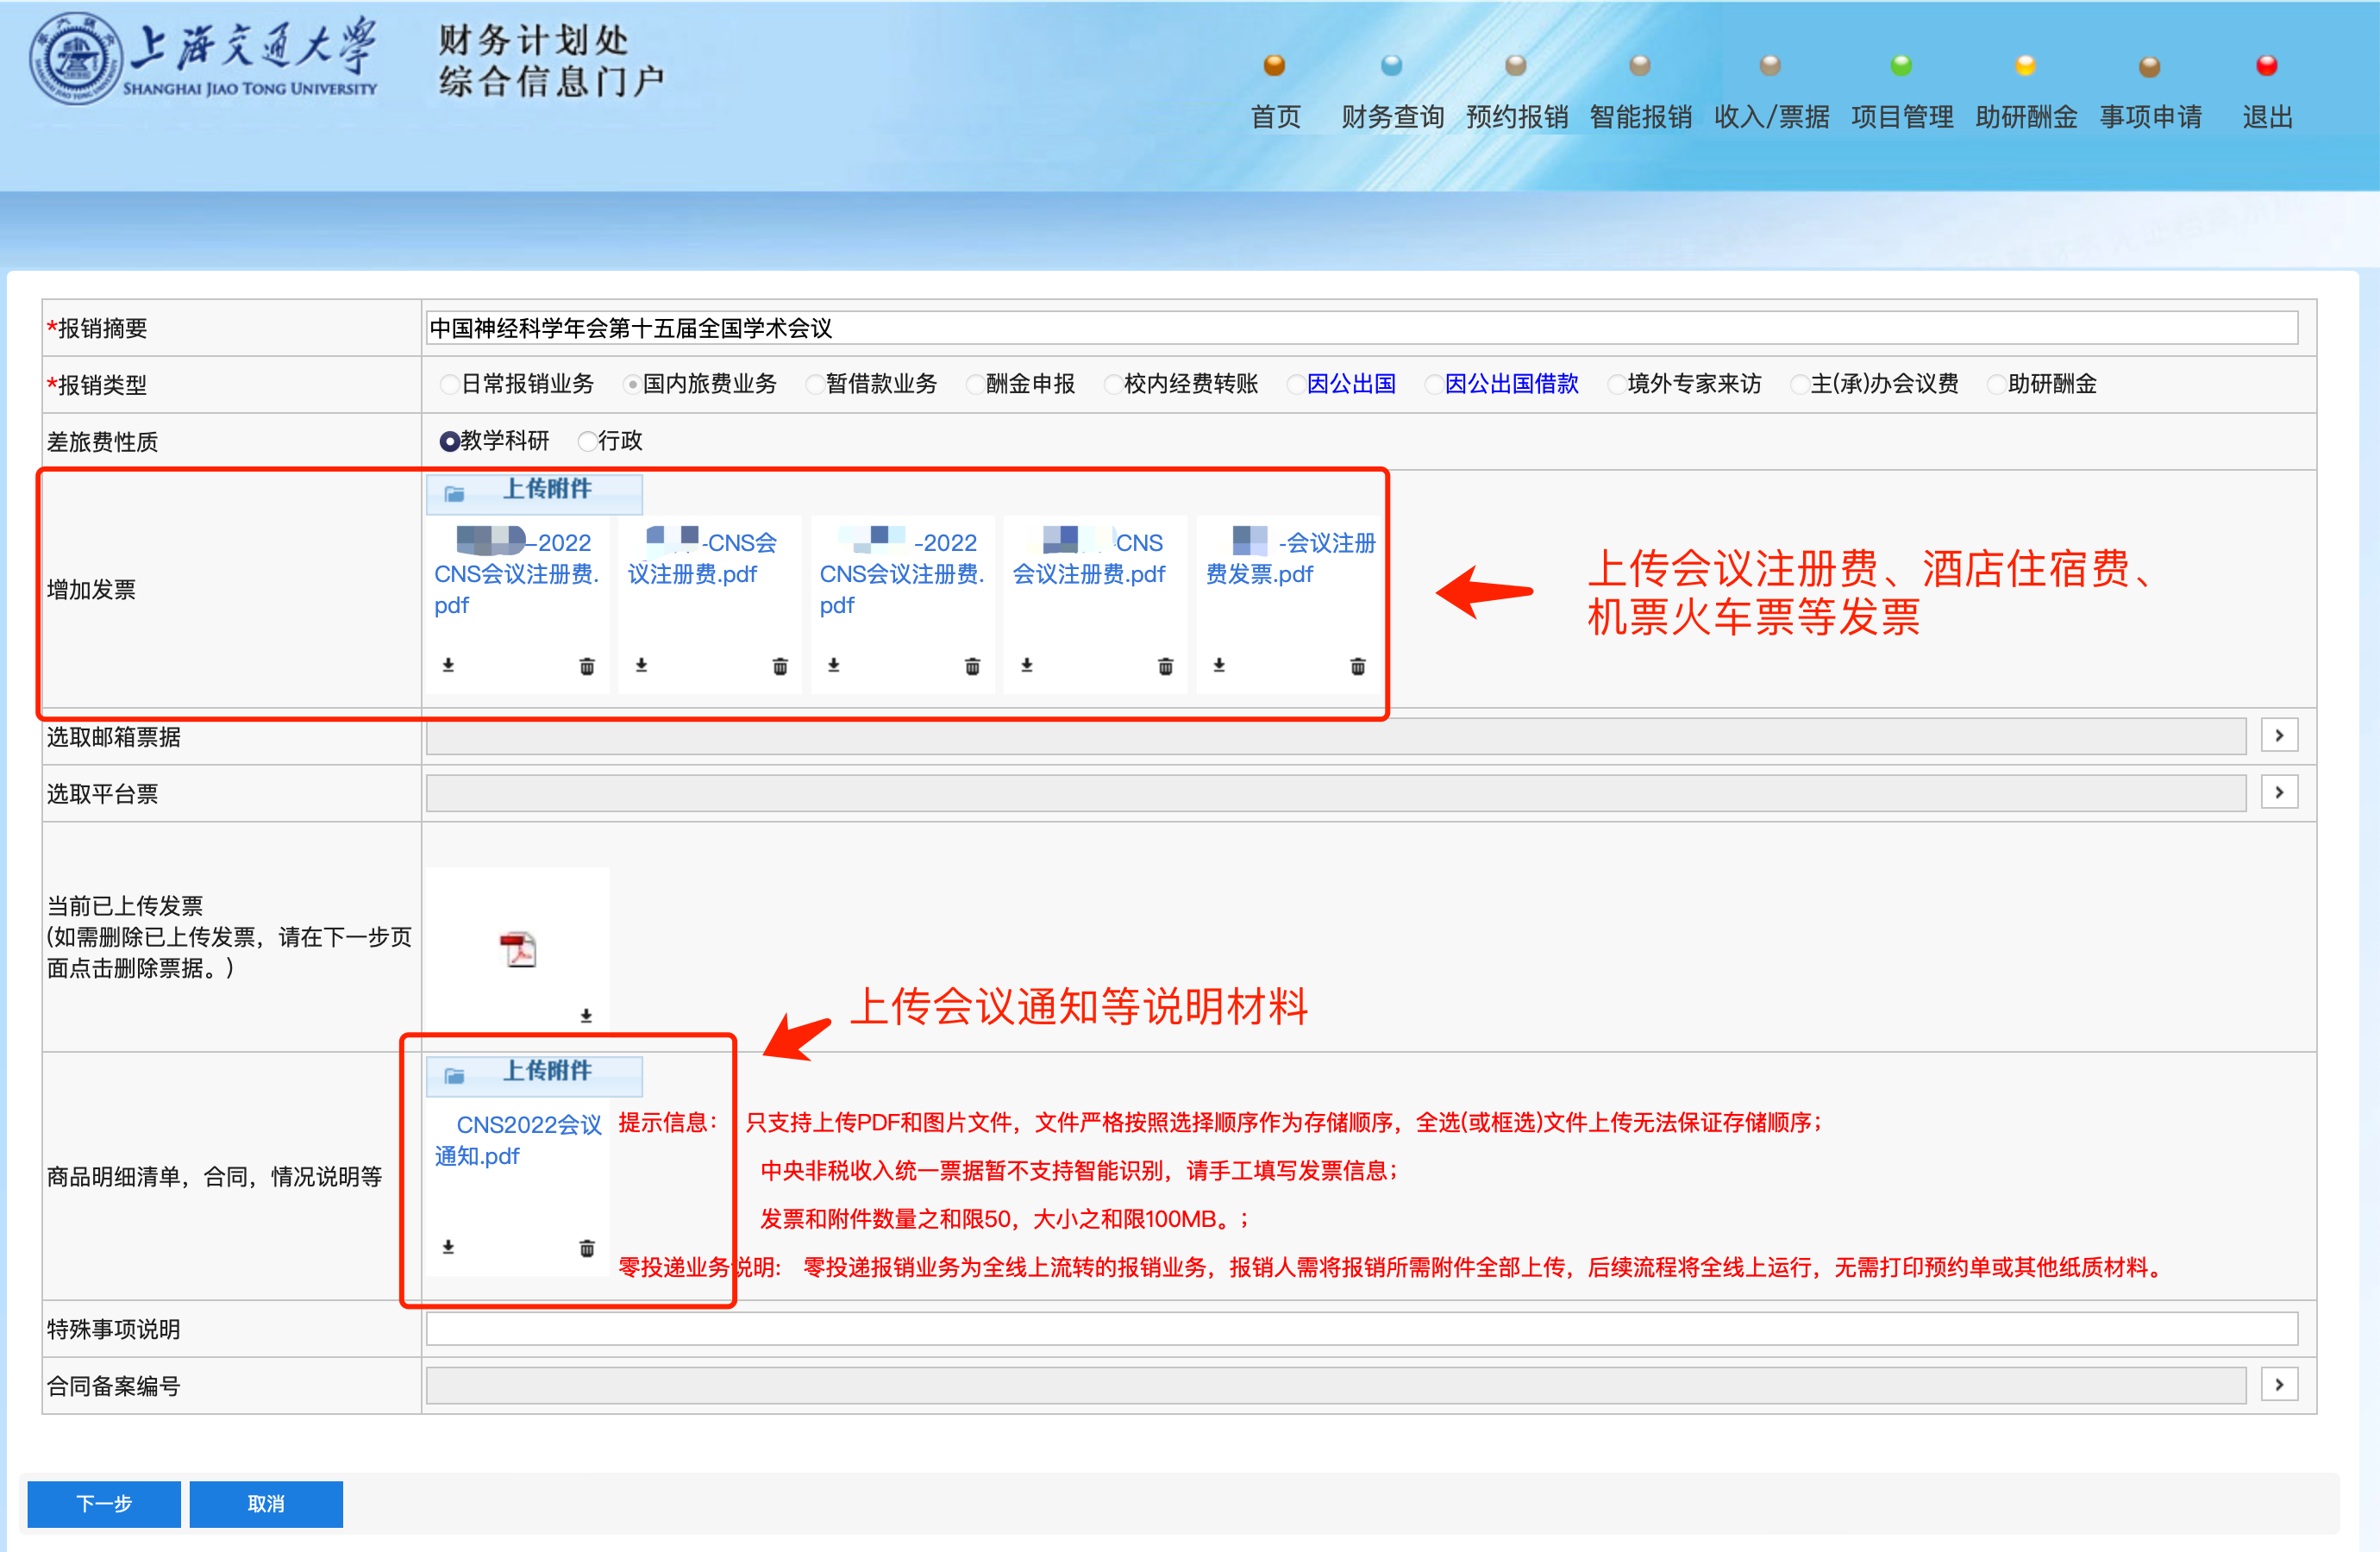 上海交通大学
SHANGHAI JIAO TONG UNIVERSITY
财务计划处
综合信息门户
首页 财务查询 预约报销 智能报销 收入/票据 项目管理 助研酬金 事项申请 退出
*报销摘要 中国神经科学年会第十五届全国学术会议
*报销类型 日常报销业务 国内旅费业务 暂借款业务 酬金申报 校内经费转账 因公出国 因公出国借款 境外专家来访 主(承)办会议费 助研酬金
差旅费性质 教学科研 行政
增加发票
上传附件
-2022
CNS会议注册费.
pdf
-CNS会
议注册费.pdf
-2022
CNS会议注册费.
pdf
CNS
会议注册费.pdf
-会议注册
费发票.pdf
上传会议注册费、酒店住宿费、
机票火车票等发票
选取邮箱票据
选取平台票
当前已上传发票
(如需删除已上传发票，请在下一步页
面点击删除票据。)
上传会议通知等说明材料
商品明细清单，合同，情况说明等
上传附件
CNS2022会议
通知.pdf
提示信息： 只支持上传PDF和图片文件，文件严格按照选择顺序作为存储顺序，全选(或框选)文件上传无法保证存储顺序；
中央非税收入统一票据暂不支持智能识别，请手工填写发票信息；
发票和附件数量之和限50，大小之和限100MB。；
零投递业务说明： 零投递报销业务为全线上流转的报销业务，报销人需将报销所需附件全部上传，后续流程将全线上运行，无需打印预约单或其他纸质材料。
特殊事项说明
合同备案编号
下一步 取消